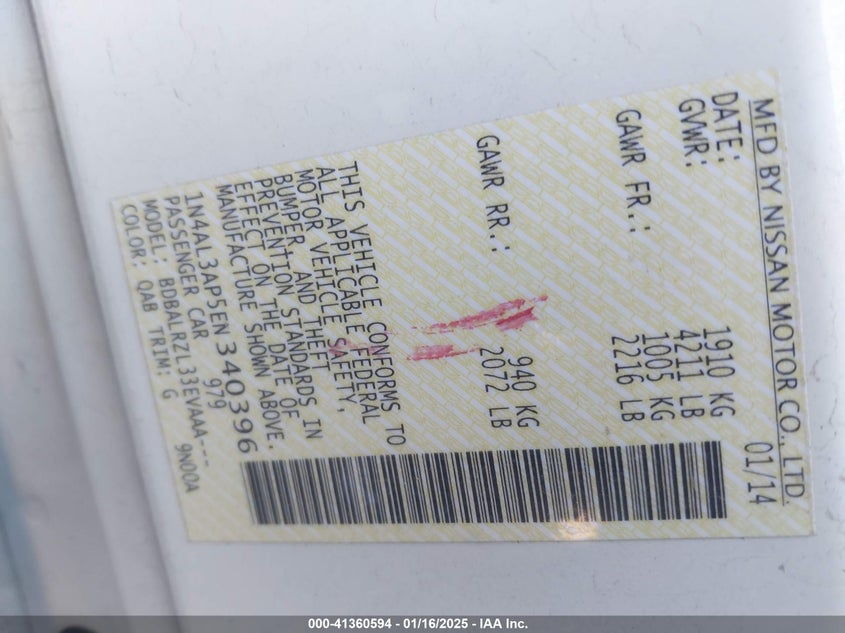 MFD BY NISSAN MOTOR CO., LTD.
DATE: 01/14
GVWR: 1910 KG
4211 LB
GAWR FR.: 1005 KG
2216 LB
GAWR RR.: 940 KG
2072 LB
THIS VEHICLE CONFORMS TO
ALL APPLICABLE FEDERAL
MOTOR VEHICLE SAFETY,
BUMPER, AND THEFT
PREVENTION STANDARDS IN
EFFECT ON THE DATE OF
MANUFACTURE SHOWN ABOVE.
1N4AL3AP5EN340396
PASSENGER CAR 979
MODEL: BDBALRZL33EVAAA---
COLOR: QAB TRIM: G 9N00A
000-41360594 - 01/16/2025 - IAA Inc.